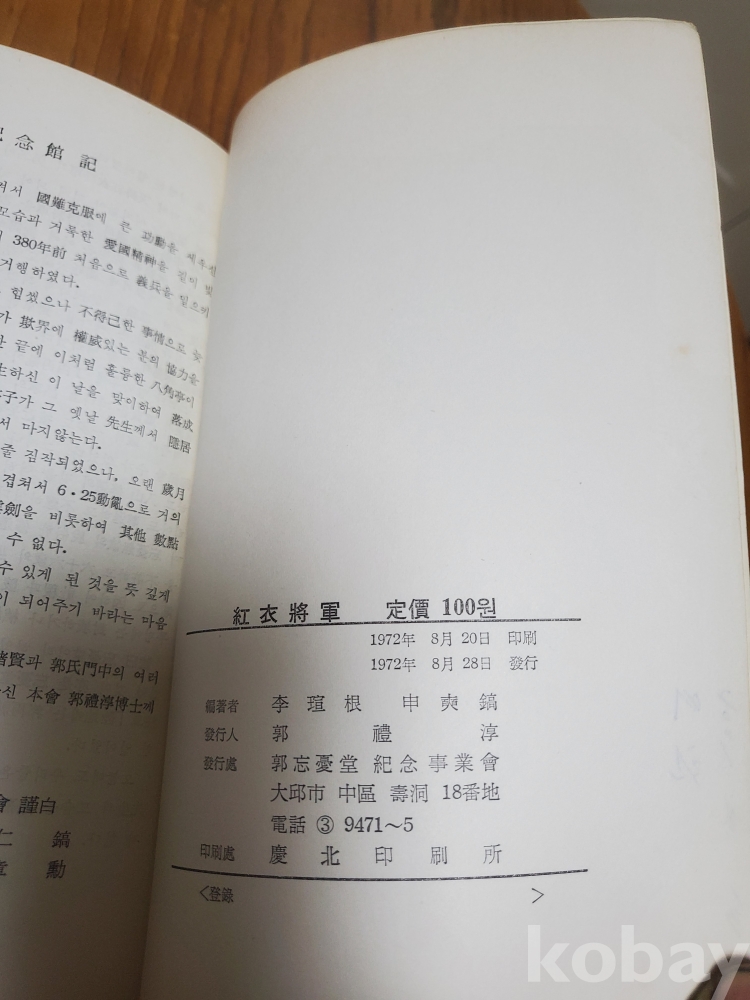 念館記
서 國難克服에 큰 功勳을 세우신
모습과 거룩한 愛國精神을 길이 받
380年前 처음으로 義兵을 일으키
거행하였다.
힘썼으나 不得已한 事情으로 못
가 欺界에 權威있는 분의 協力을
끝에 이처럼 훌륭한 八角亭이
하신 이 날을 맞이하여 落成
子가 그 옛날 先生께서 隱居
서 마지않는다.
줄 짐작되었으나, 오랜 歲月
겹쳐서 6·25動亂으로 거의
劍을 비롯하여 其他 數點
수 없다.
수 있게 된 것을 뜻 깊게
이 되어주기 바라는 마음
諸賢과 郭氏門中의 여러
신 本會 郭禮淳博士께
會 謹白
仁 鎬
勳
紅衣將軍 定價 100원
1972年 8月 20日 印刷
1972年 8月 28日 發行
編著者 李瑄根 申奭鎬
發行人 郭禮淳
發行處 郭忘憂堂 紀念事業會
大邱市 中區 壽洞 18番地
電話 ③ 9471~5
印刷處 慶北印刷所
<登錄 >
kobay